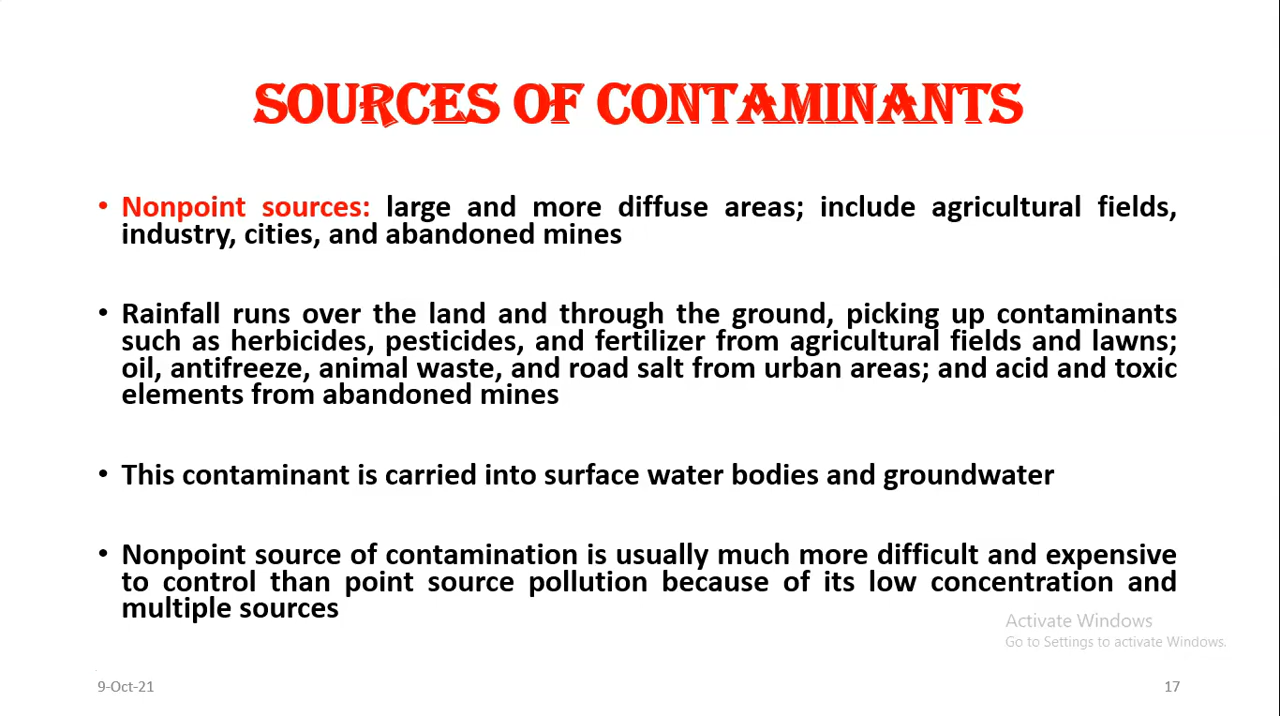 SOURCES OF CONTAMINANTS
• Nonpoint sources: large and more diffuse areas; include agricultural fields,
industry, cities, and abandoned mines
• Rainfall runs over the land and through the ground, picking up contaminants
such as herbicides, pesticides, and fertilizer from agricultural fields and lawns;
oil, antifreeze, animal waste, and road salt from urban areas; and acid and toxic
elements from abandoned mines
• This contaminant is carried into surface water bodies and groundwater
• Nonpoint source of contamination is usually much more difficult and expensive
to control than point source pollution because of its low concentration and
multiple sources
Activate Windows
Go to Settings to activate Windows.
9-Oct-21
17